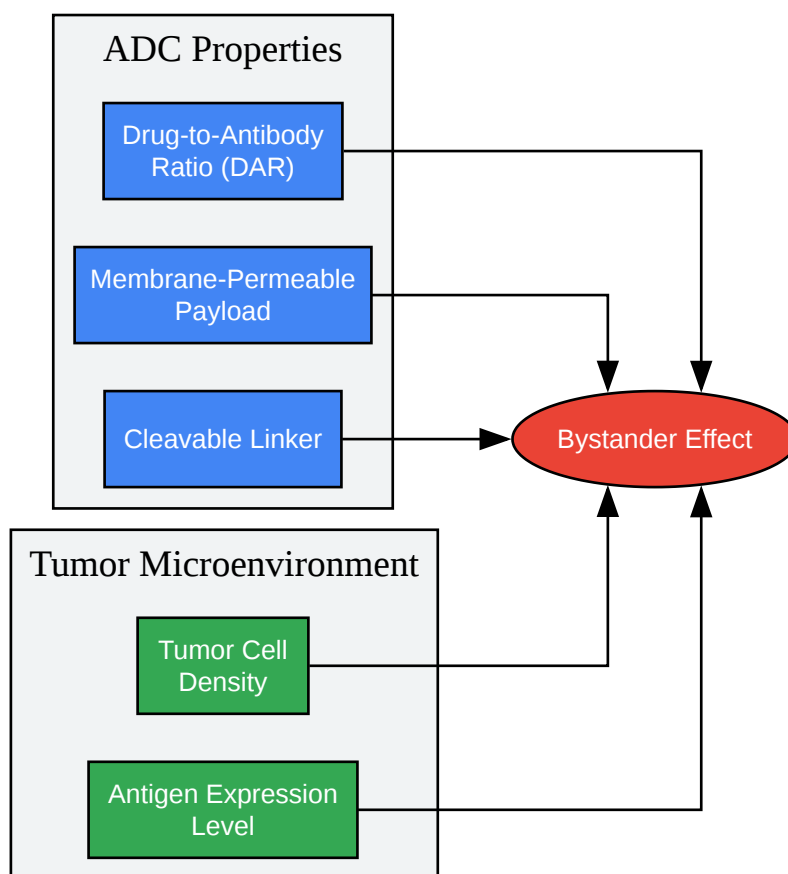 ADC Properties
Drug-to-Antibody
Ratio (DAR)
Membrane-Permeable
Payload
Cleavable Linker
Bystander Effect
Tumor Microenvironment
Tumor Cell
Density
Antigen Expression
Level